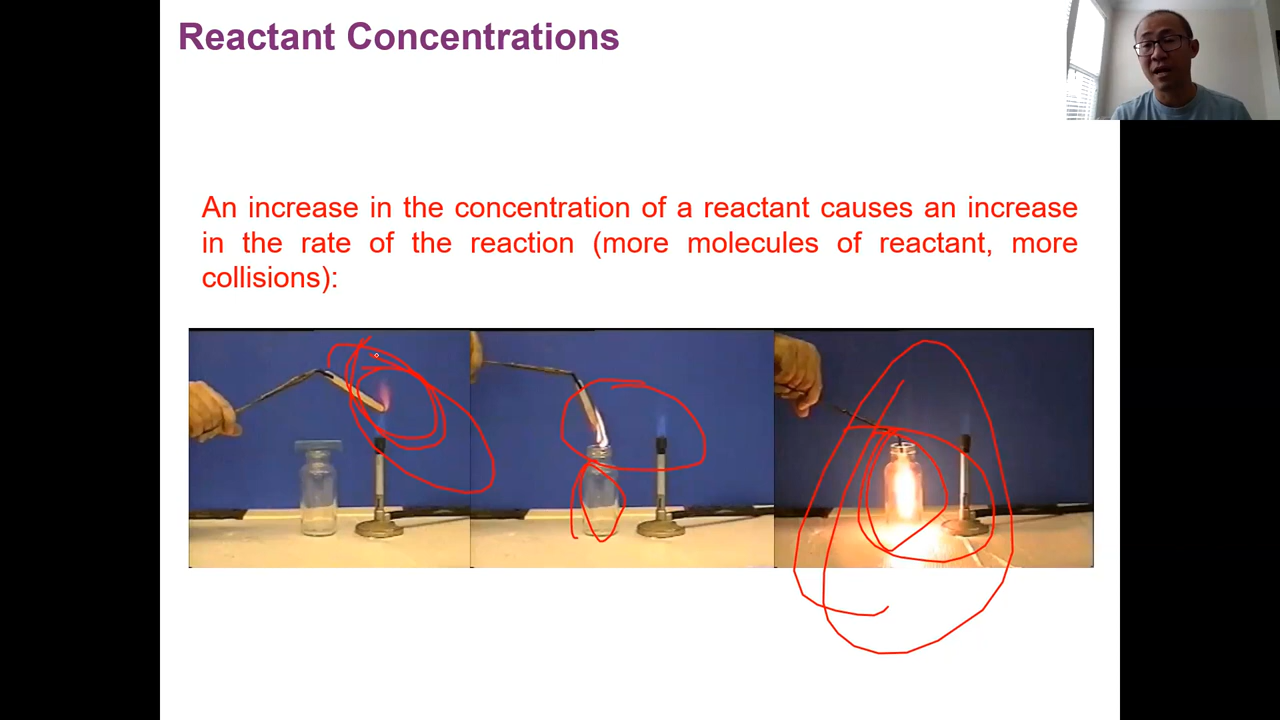 Reactant Concentrations
An increase in the concentration of a reactant causes an increase
in the rate of the reaction (more molecules of reactant, more
collisions):